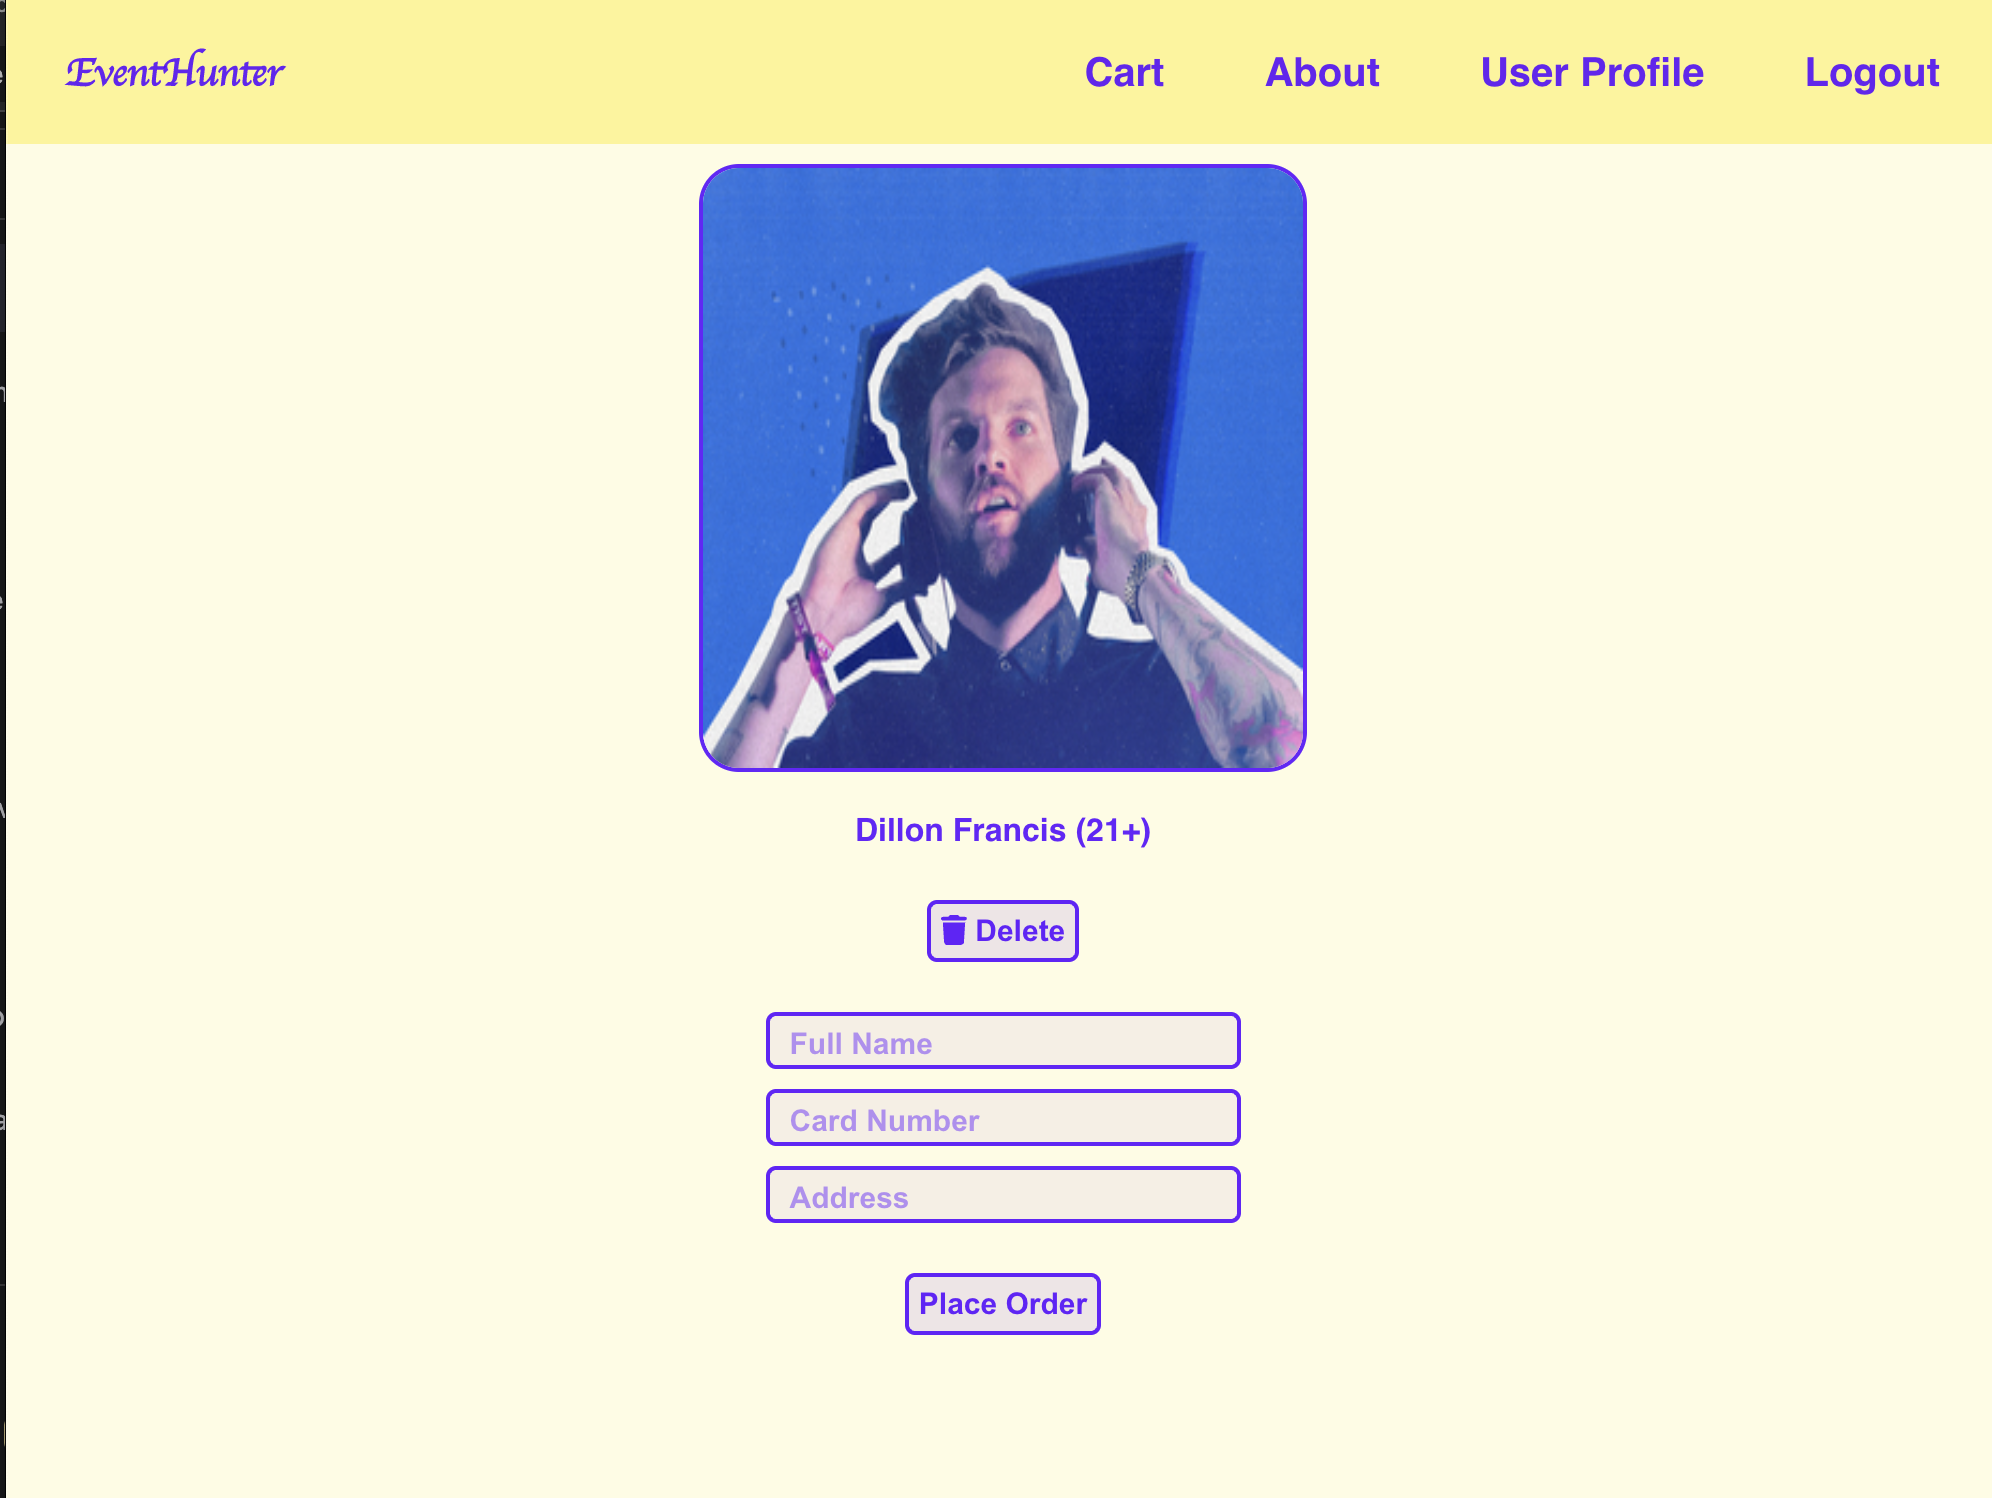 EventHunter Cart About User Profile Logout
Dillon Francis (21+)
Delete
Full Name
Card Number
Address
Place Order